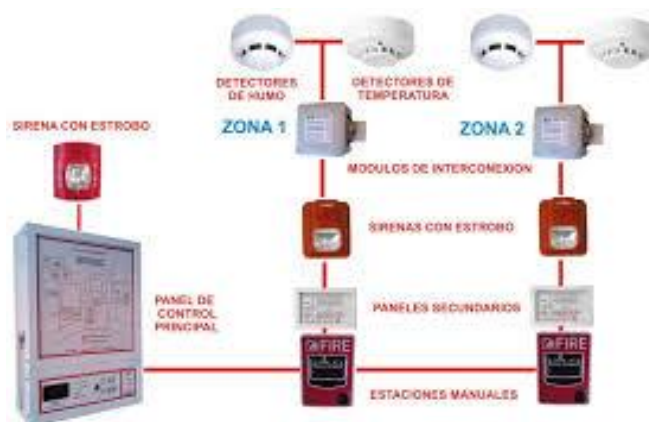 DETECTORES
DE HUMO
DETECTORES DE
TEMPERATURA
SIRENA CON ESTROBO
ZONA 1
ZONA 2
MODULOS DE INTERCONEXION
SIRENAS CON ESTROBO
PANEL DE
CONTROL
PRINCIPAL
PANELES SECUNDARIOS
FIRE
FIRE
ESTACIONES MANUALES